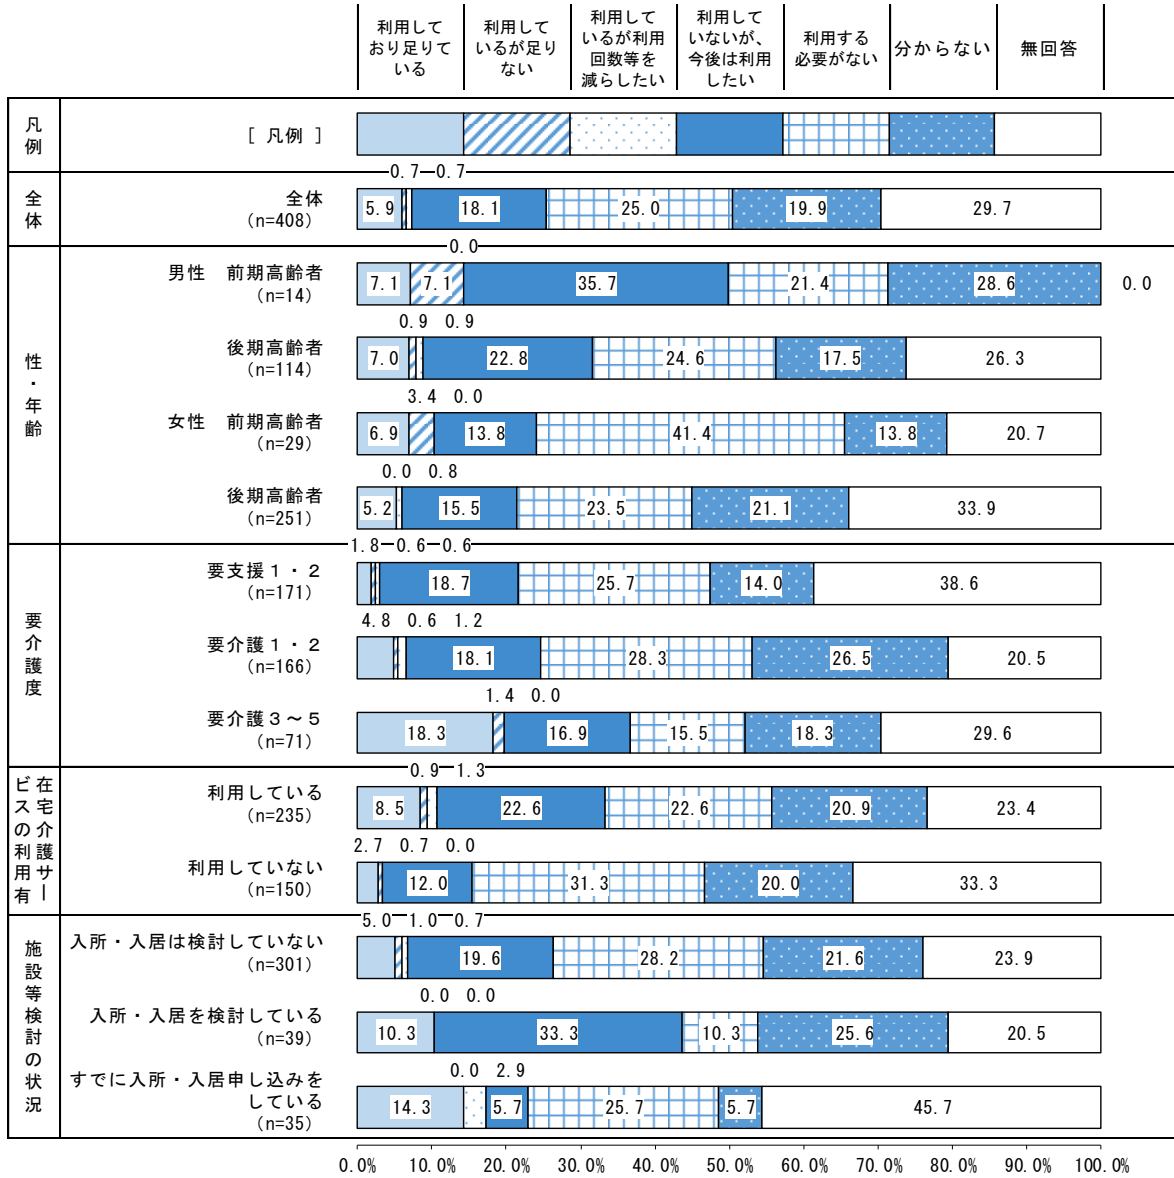 利用して
おり足りて
いる
利用して
いるが足り
ない
利用して
いるが利用
回数等を
減らしたい
利用して
いないが、
今後は利用
したい
利用する
必要がない
分からない
無回答
凡例
[ 凡例 ]
全体
全体
(n=408)
0.7 0.7
5.9 18.1 25.0 19.9 29.7
性・年齢
男性 前期高齢者
(n=14)
0.0
7.1 7.1 35.7 21.4 28.6 0.0
後期高齢者
(n=114)
0.9 0.9
7.0 22.8 24.6 17.5 26.3
女性 前期高齢者
(n=29)
3.4 0.0
6.9 13.8 41.4 13.8 20.7
後期高齢者
(n=251)
0.0 0.8
5.2 15.5 23.5 21.1 33.9
要介護度
要支援1・2
(n=171)
1.8 0.6 0.6
18.7 25.7 14.0 38.6
要介護1・2
(n=166)
4.8 0.6 1.2
18.1 28.3 26.5 20.5
要介護3~5
(n=71)
1.4 0.0
18.3 16.9 15.5 18.3 29.6
在宅介護サー
ビスの利用有
利用している
(n=235)
0.9 1.3
8.5 22.6 22.6 20.9 23.4
利用していない
(n=150)
2.7 0.7 0.0
12.0 31.3 20.0 33.3
施設等検討の状況
入所・入居は検討していない
(n=301)
5.0 1.0 0.7
19.6 28.2 21.6 23.9
入所・入居を検討している
(n=39)
0.0 0.0
10.3 33.3 10.3 25.6 20.5
すでに入所・入居申し込みを
している
(n=35)
0.0 2.9
14.3 5.7 25.7 5.7 45.7
0.0% 10.0% 20.0% 30.0% 40.0% 50.0% 60.0% 70.0% 80.0% 90.0% 100.0%